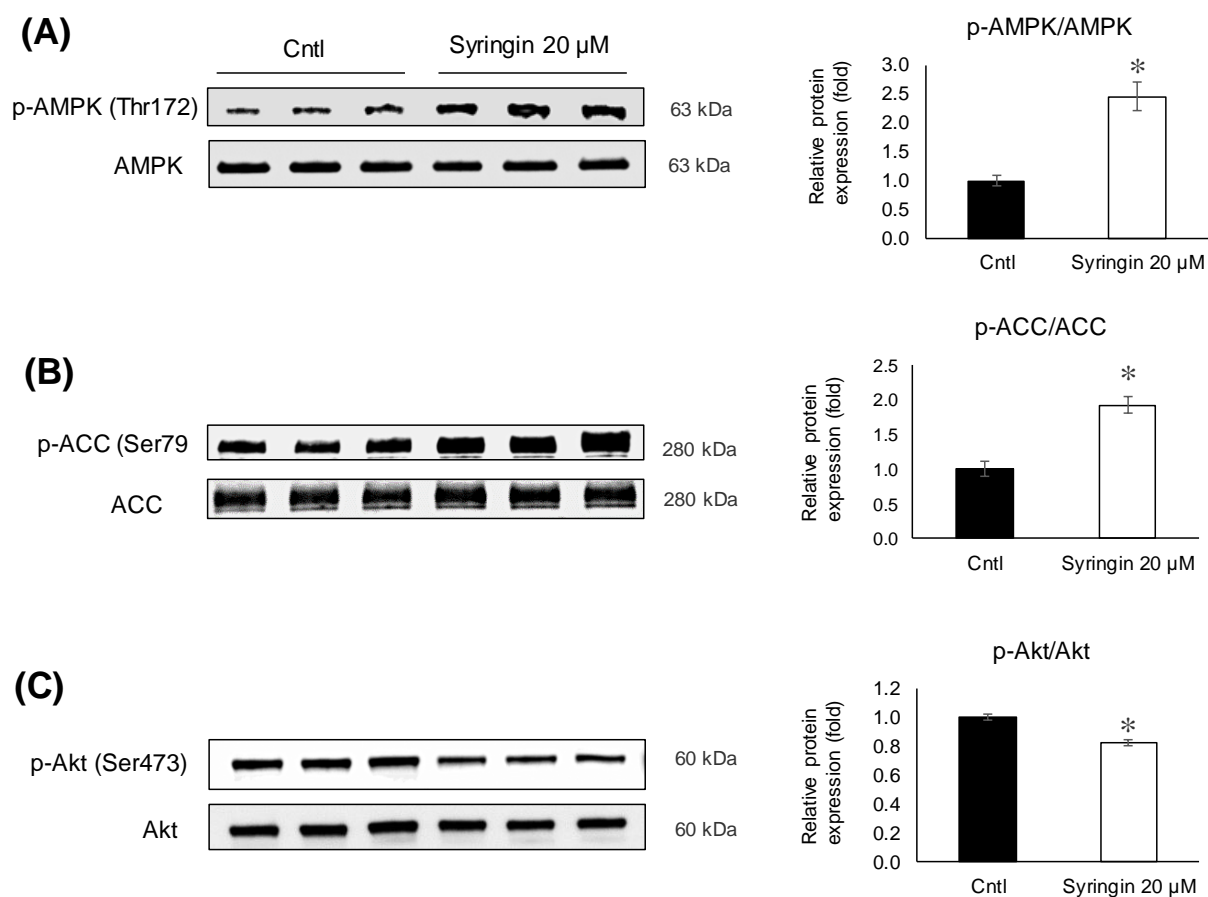 (A)
Cntl
Syringin 20 µM
p-AMPK (Thr172)
63 kDa
AMPK
63 kDa
p-AMPK/AMPK
Relative protein
expression (fold)
3.0
2.5
2.0
1.5
1.0
0.5
0.0
*
Cntl
Syringin 20 µM
(B)
p-ACC (Ser79
280 kDa
ACC
280 kDa
p-ACC/ACC
Relative protein
expression (fold)
2.5
2.0
1.5
1.0
0.5
0.0
*
Cntl
Syringin 20 µM
(C)
p-Akt (Ser473)
60 kDa
Akt
60 kDa
p-Akt/Akt
Relative protein
expression (fold)
1.2
1.0
0.8
0.6
0.4
0.2
0.0
*
Cntl
Syringin 20 µM